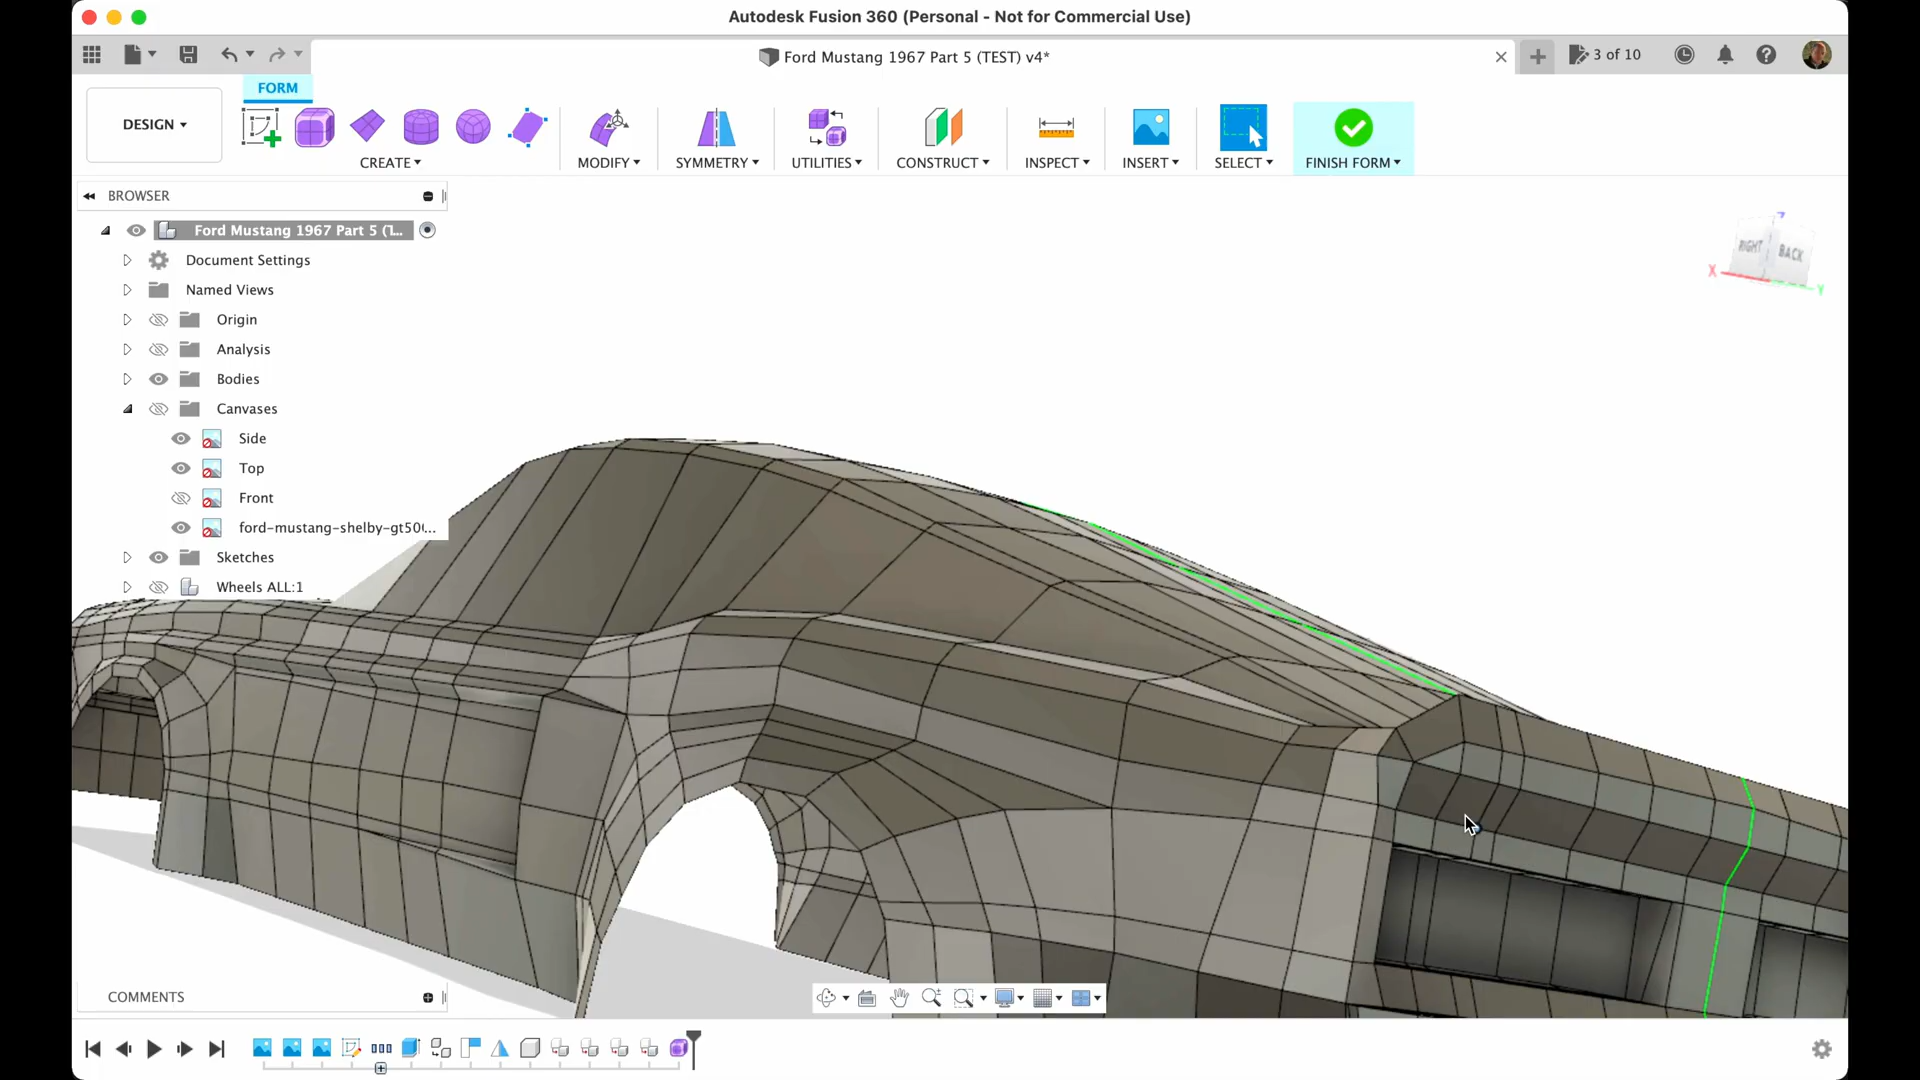 Autodesk Fusion 360 (Personal - Not for Commercial Use)
Ford Mustang 1967 Part 5 (TEST) v4*
3 of 10
FORM
DESIGN
CREATE
MODIFY
SYMMETRY
UTILITIES
CONSTRUCT
INSPECT
INSERT
SELECT
FINISH FORM
BROWSER
Ford Mustang 1967 Part 5 (T...
Document Settings
Named Views
Origin
Analysis
Bodies
Canvases
Side
Top
Front
ford-mustang-shelby-gt50(...
Sketches
Wheels ALL:1
RIGHT
BACK
X
Y
COMMENTS